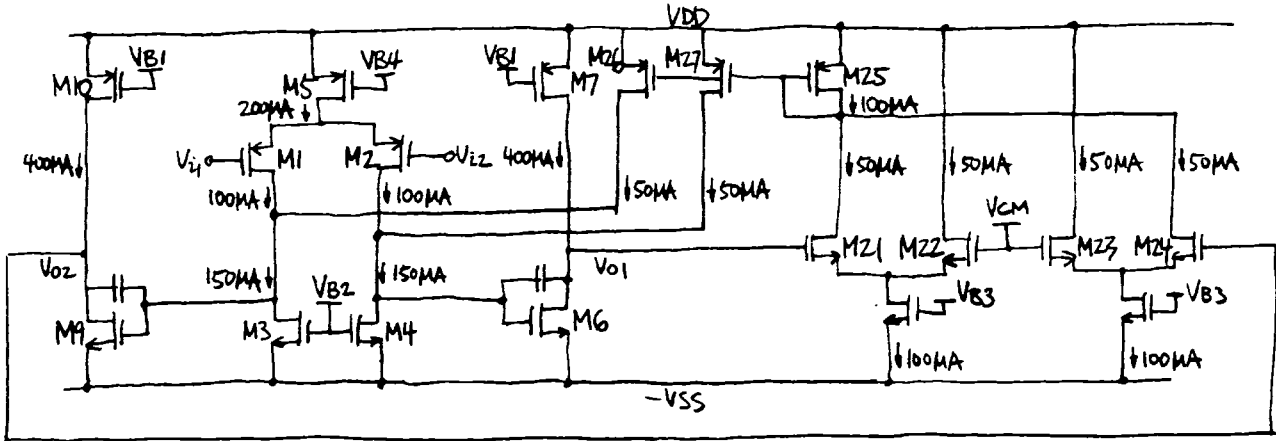 VDD
M10 VB1
M5 VB4
VB1 M7
M26 M27
M25
200MA
100MA
Vi1 M1 M2 Vi2
400MA
400MA
100MA 100MA
50MA 50MA
50MA 50MA 50MA 50MA
VCM
M21 M22 M23 M24
VO2
VO1
150MA 150MA
VB2
VB3 VB3
M9 M3 M4 M6
100MA 100MA
-VSS